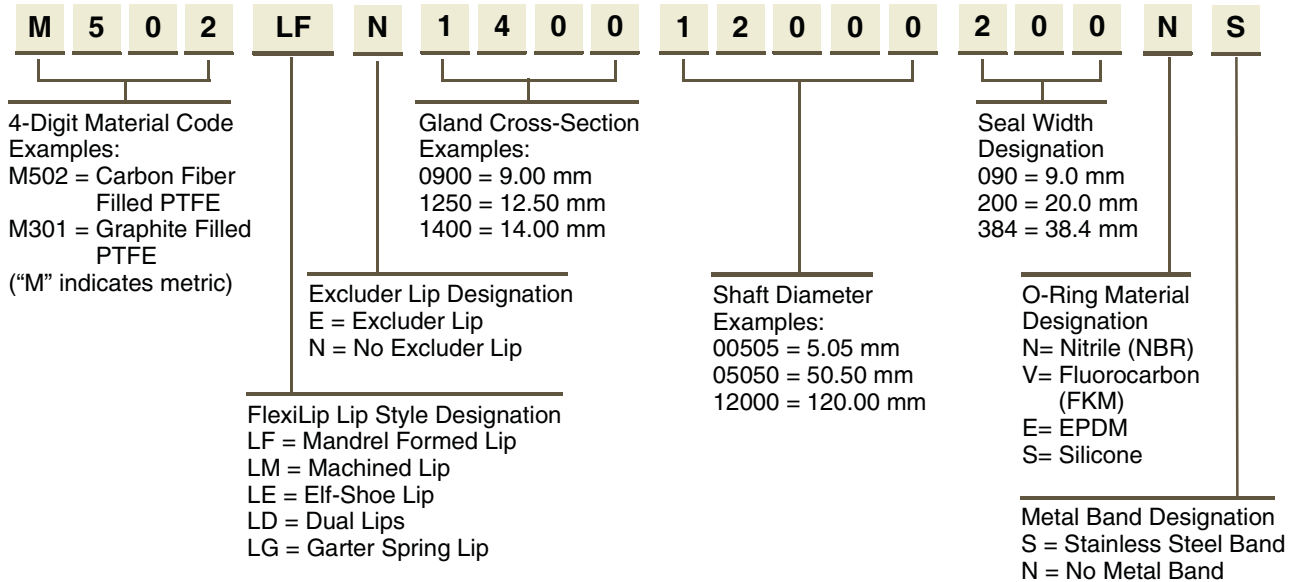 M 5 0 2 LF N 1 4 0 0 1 2 0 0 0 2 0 0 N S
4-Digit Material Code
Examples:
M502 = Carbon Fiber
Filled PTFE
M301 = Graphite Filled
PTFE
(“M” indicates metric)
Gland Cross-Section
Examples:
0900 = 9.00 mm
1250 = 12.50 mm
1400 = 14.00 mm
Seal Width
Designation
090 = 9.0 mm
200 = 20.0 mm
384 = 38.4 mm
Excluder Lip Designation
E = Excluder Lip
N = No Excluder Lip
Shaft Diameter
Examples:
00505 = 5.05 mm
05050 = 50.50 mm
12000 = 120.00 mm
O-Ring Material
Designation
N= Nitrile (NBR)
V= Fluorocarbon
(FKM)
E= EPDM
S= Silicone
FlexiLip Lip Style Designation
LF = Mandrel Formed Lip
LM = Machined Lip
LE = Elf-Shoe Lip
LD = Dual Lips
LG = Garter Spring Lip
Metal Band Designation
S = Stainless Steel Band
N = No Metal Band